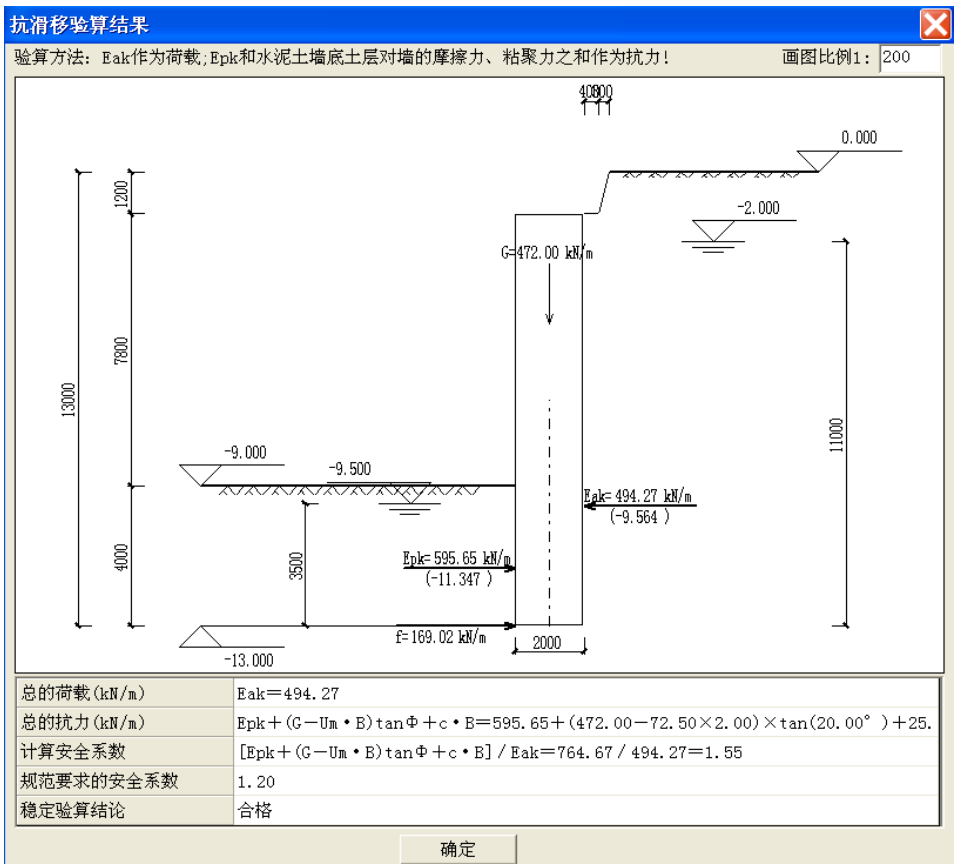 抗滑移验算结果
验算方法: Eak作为荷载;Epk和水泥土墙底土层对墙的摩擦力、粘聚力之和作为抗力!
画图比例1: 200
0.000
1200
-2.000
G=472.00 kN/m
7800
13000
11000
-9.000
-9.500
Eak=494.27 kN/m
(-9.564 )
4000
3500
Epk=595.65 kN/m
(-11.347 )
f=169.02 kN/m
2000
-13.000
总的荷载(kN/m) Eak＝494.27
总的抗力(kN/m) Epk＋(G－Um·B)tanΦ＋c·B＝595.65＋(472.00－72.50×2.00)×tan(20.00°)＋25.
计算安全系数 [Epk＋(G－Um·B)tanΦ＋c·B]/Eak＝764.67/494.27＝1.55
规范要求的安全系数 1.20
稳定验算结论 合格
确定